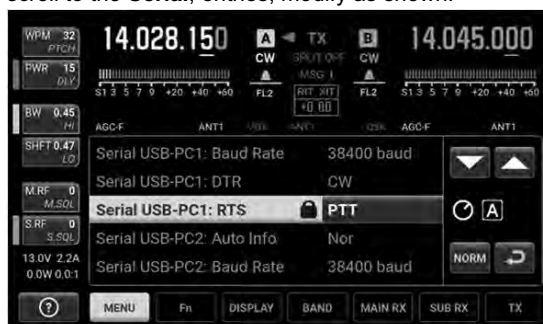 scroll to the Serial, entries, modify as shown.
WPM 32
PTCH
14.028.150
A
TX
B
14.045.000
CW
SPLIT OFF
CW
PWR 15
DLY
MSG 1
S1 3 5 7 9 +20 +40 +60
FL2
RIT XIT
FL2
S1 3 5 7 9 +20 +40 +60
+0.00
BW 0.45
HI
AGC-F
ANT1
VOX
QSK
AGC-F
ANT1
SHFT 0.47
LO
Serial USB-PC1: Baud Rate 38400 baud
Serial USB-PC1: DTR CW
M.RF 0
M.SQL
Serial USB-PC1: RTS PTT
A
S.RF 0
S.SQL
Serial USB-PC2: Auto Info Nor
13.0V 2.2A
Serial USB-PC2: Baud Rate 38400 baud
NORM
0.0W 0.0:1
?
MENU
Fn
DISPLAY
BAND
MAIN RX
SUB RX
TX